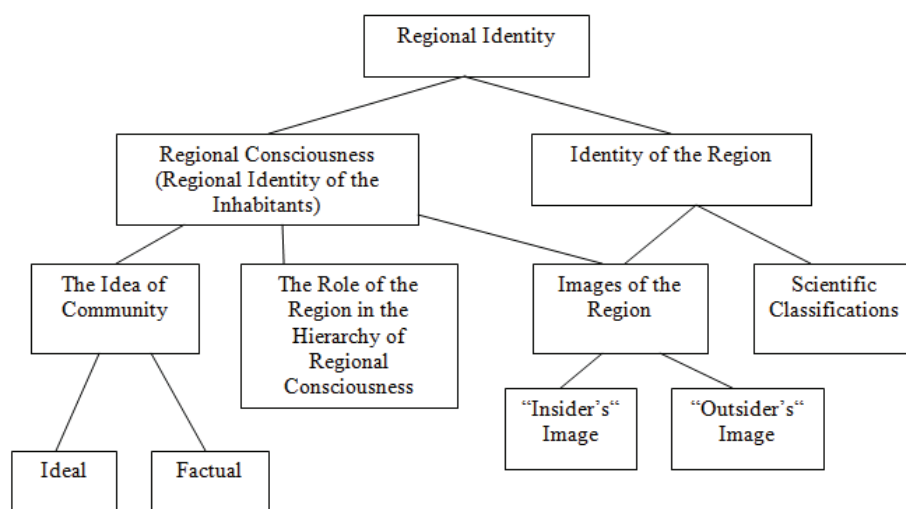 Regional Identity
Regional Consciousness
(Regional Identity of the
Inhabitants)
Identity of the Region
The Idea of
Community
The Role of the
Region in the
Hierarchy of
Regional
Consciousness
Images of the
Region
Scientific
Classifications
“Insider’s“
Image
“Outsider’s“
Image
Ideal
Factual